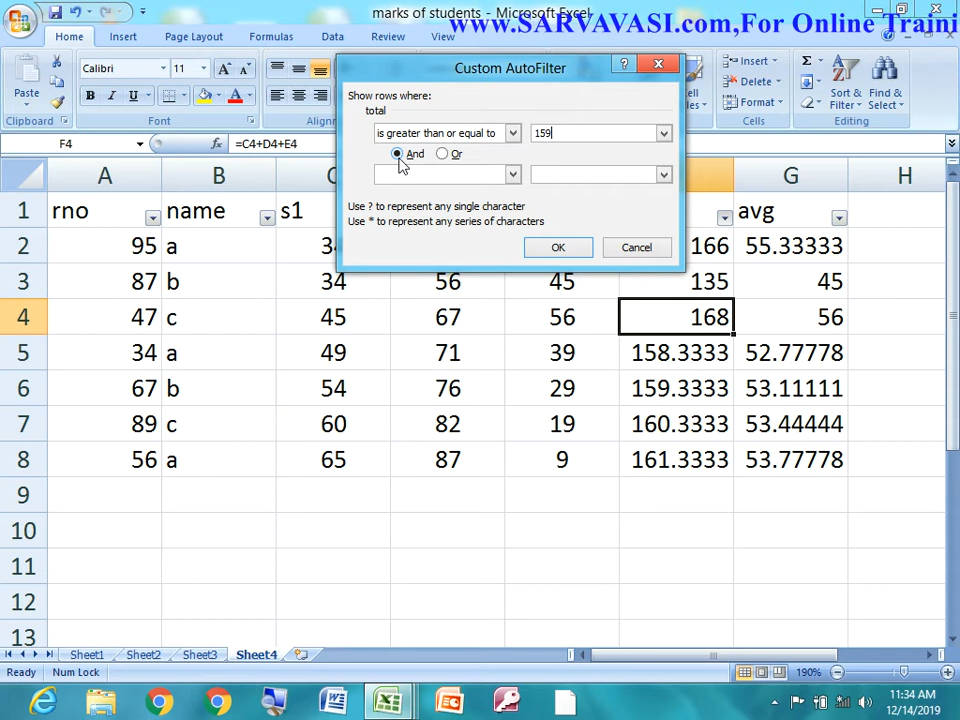 marks of students - Microsoft Excel
www.SARVAVASI.com,For Online Traini
Home Insert Page Layout Formulas Data Review View
Paste
Clipboard
Calibri 11
B I U
Font
Alignm
Insert
Delete
Format
Cells
Sort & Filter
Find & Select
Editing
F4 =C4+D4+E4
Custom AutoFilter
Show rows where:
total
is greater than or equal to 159
And Or
Use ? to represent any single character
Use * to represent any series of characters
OK Cancel
A B C G H
1 rno name s1 avg
2 95 a 166 55.33333
3 87 b 34 56 45 135 45
4 47 c 45 67 56 168 56
5 34 a 49 71 39 158.3333 52.77778
6 67 b 54 76 29 159.3333 53.11111
7 89 c 60 82 19 160.3333 53.44444
8 56 a 65 87 9 161.3333 53.77778
9
10
11
12
13
Sheet1 Sheet2 Sheet3 Sheet4
Ready Num Lock 190%
11:34 AM
12/14/2019